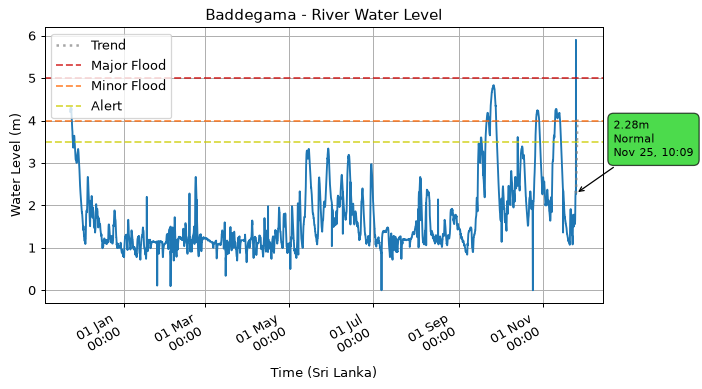 Baddegama - River Water Level
Trend
Major Flood
Minor Flood
Alert
Water Level (m)
6
5
4
3
2
1
0
2.28m
Normal
Nov 25, 10:09
01 Jan
00:00
01 Mar
00:00
01 May
00:00
01 Jul
00:00
01 Sep
00:00
01 Nov
00:00
Time (Sri Lanka)